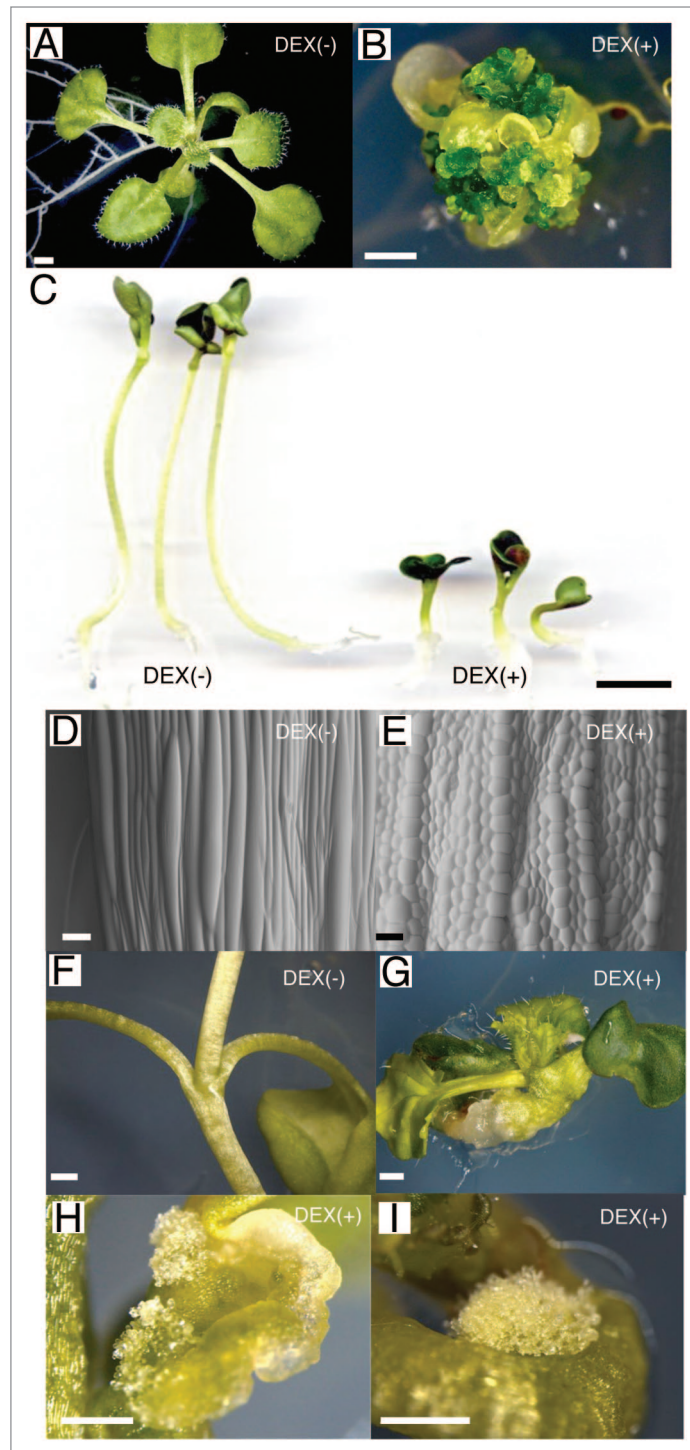 A DEX(-)
B DEX(+)
C
DEX(-) DEX(+)
D DEX(-)
E DEX(+)
F DEX(-)
G DEX(+)
H DEX(+)
I DEX(+)